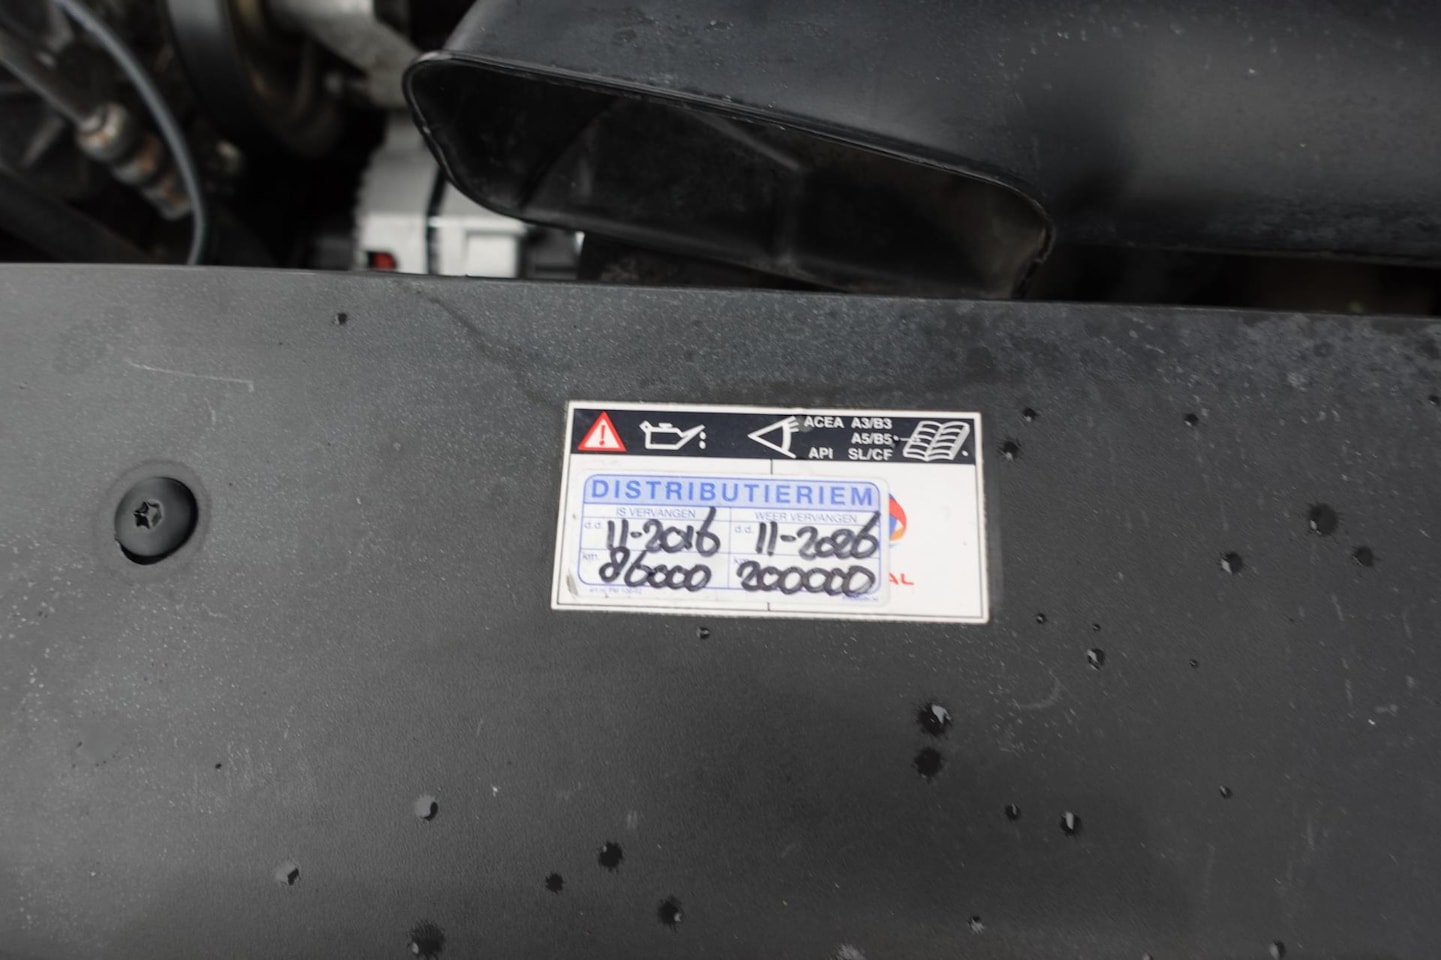 ACEA A3/B3
A5/B5*
API SL/CF
DISTRIBUTIERIEM
IS VERVANGEN WEER VERVANGEN
d.d. 11-2016 d.d. 11-2026
km. 86000 200000
AL